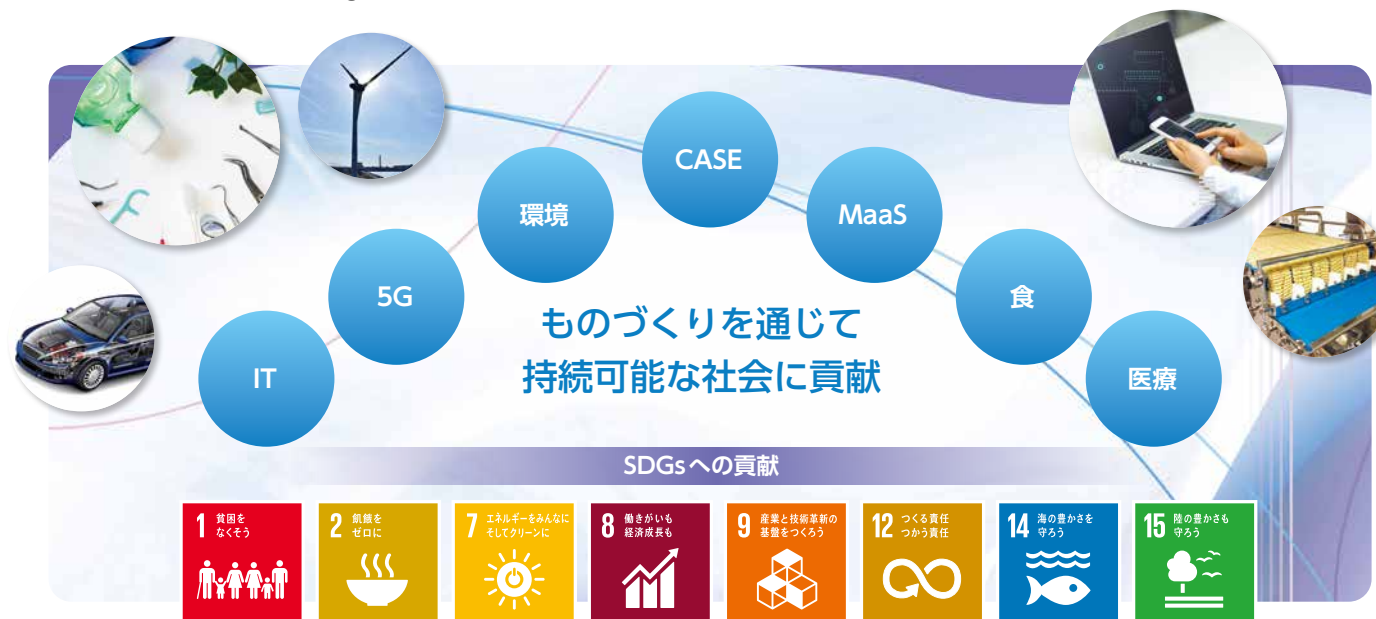 CASE
環境
MaaS
5G
食
IT
医療
ものづくりを通じて
持続可能な社会に貢献
SDGsへの貢献
1 貧困を
なくそう
2 飢餓を
ゼロに
7 エネルギーをみんなに
そしてクリーンに
8 働きがいも
経済成長も
9 産業と技術革新の
基盤をつくろう
12 つくる責任
つかう責任
14 海の豊かさを
守ろう
15 陸の豊かさも
守ろう